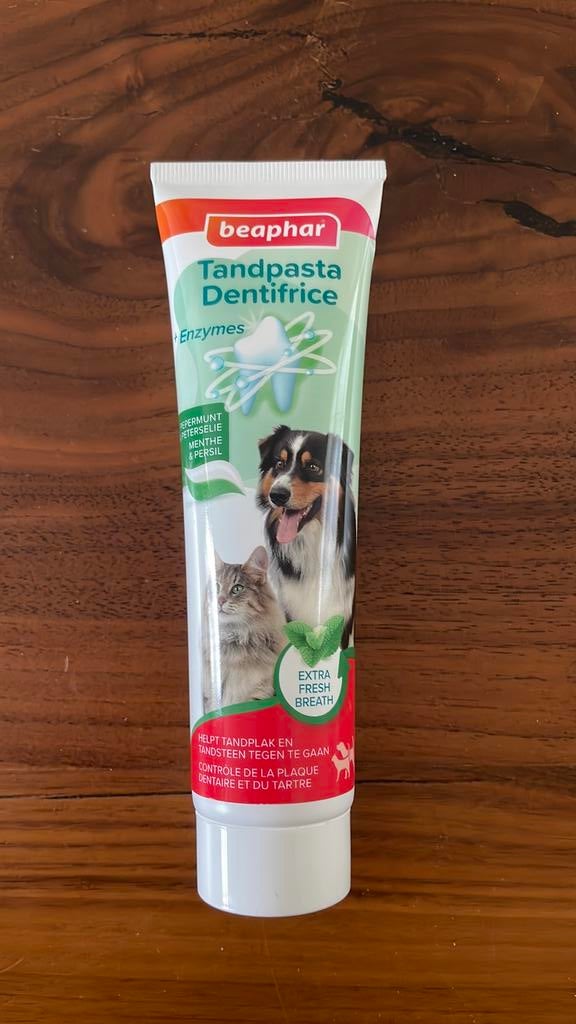 beaphar
Tandpasta
Dentifrice
+ Enzymes
PEPERMUNT
& PETERSELIE
MENTHE
& PERSIL
EXTRA
FRESH
BREATH
HELPT TANDPLAK EN
TANDSTEEN TEGEN TE GAAN
CONTRÔLE DE LA PLAQUE
DENTAIRE ET DU TARTRE